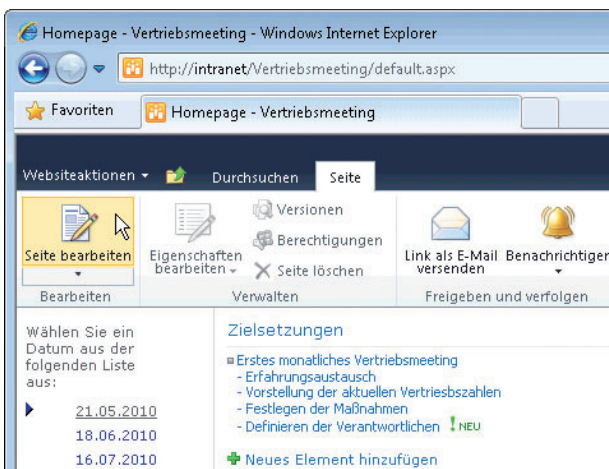 Homepage - Vertriebsmeeting - Windows Internet Explorer
http://intranet/Vertriebsmeeting/default.aspx
Favoriten
Homepage - Vertriebsmeeting
Websiteaktionen
Durchsuchen
Seite
Seite bearbeiten
Bearbeiten
Eigenschaften
bearbeiten
Versionen
Berechtigungen
Seite löschen
Verwalten
Link als E-Mail
versenden
Benachrichtiger
Freigeben und verfolgen
Wählen Sie ein
Datum aus der
folgenden Liste
aus:
21.05.2010
18.06.2010
16.07.2010
Zielsetzungen
Erstes monatliches Vertriebsmeeting
- Erfahrungsaustausch
- Vorstellung der aktuellen Vertriesbszahlen
- Festlegen der Maßnahmen
- Definieren der Verantwortlichen ! NEU
Neues Element hinzufügen